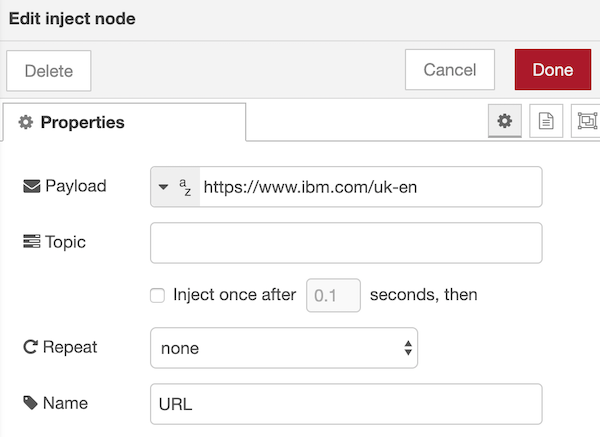 Edit inject node
Delete Cancel Done
Properties
Payload az https://www.ibm.com/uk-en
Topic
Inject once after 0.1 seconds, then
Repeat none
Name URL